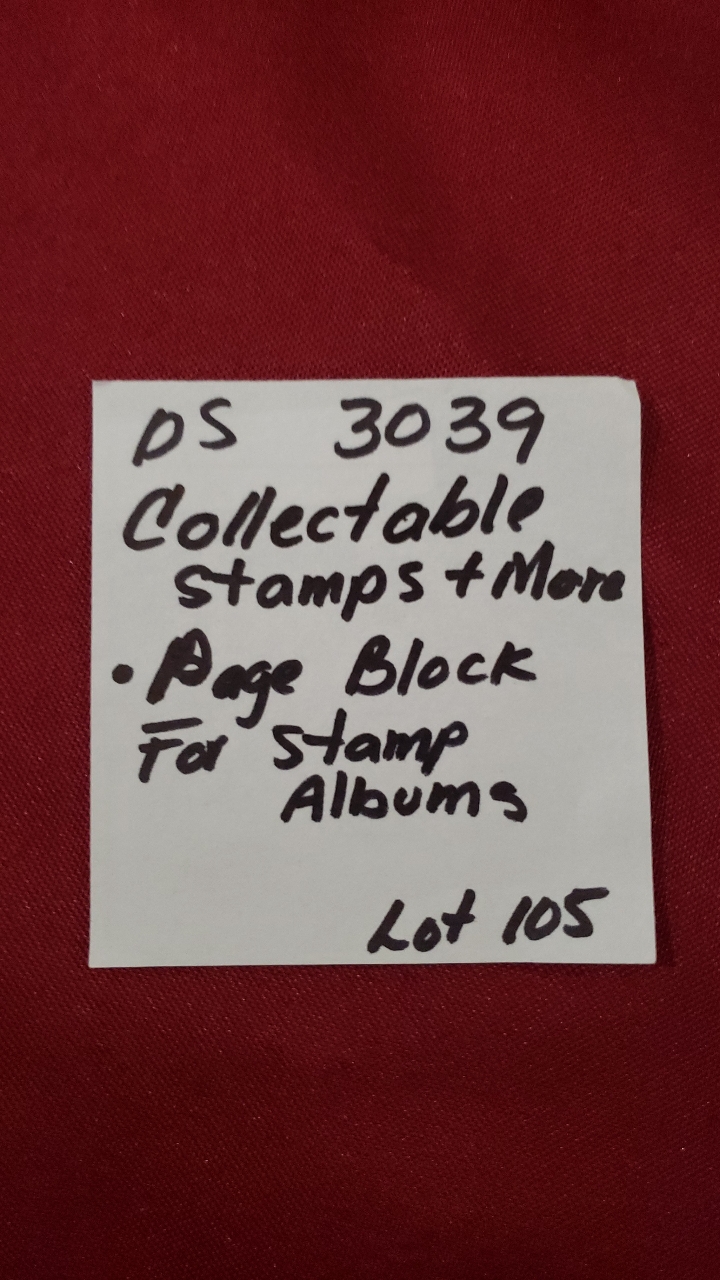 DS 3039
Collectable
Stamps + More
• Page Block
For Stamp
Albums
Lot 105